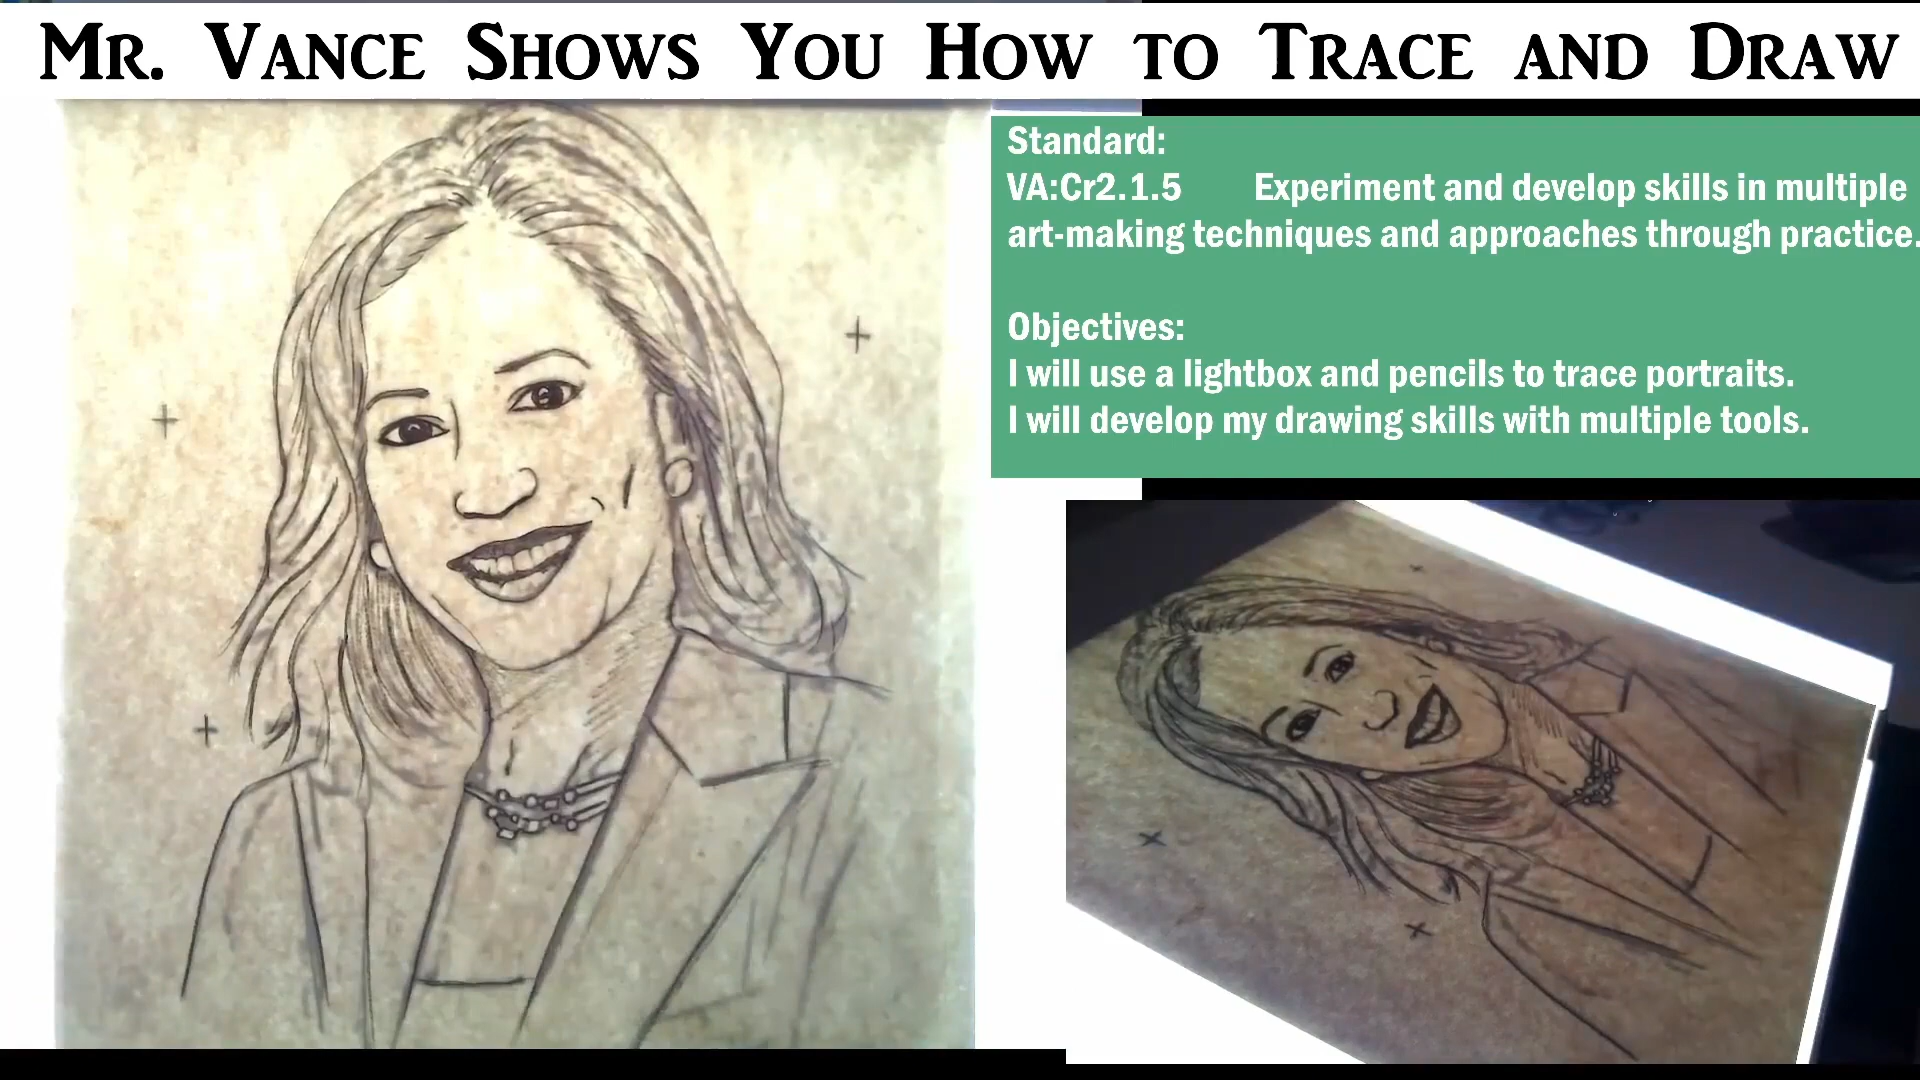 Mr. Vance Shows You How to Trace and Draw
Standard:
VA:Cr2.1.5 Experiment and develop skills in multiple
art-making techniques and approaches through practice.
Objectives:
I will use a lightbox and pencils to trace portraits.
I will develop my drawing skills with multiple tools.